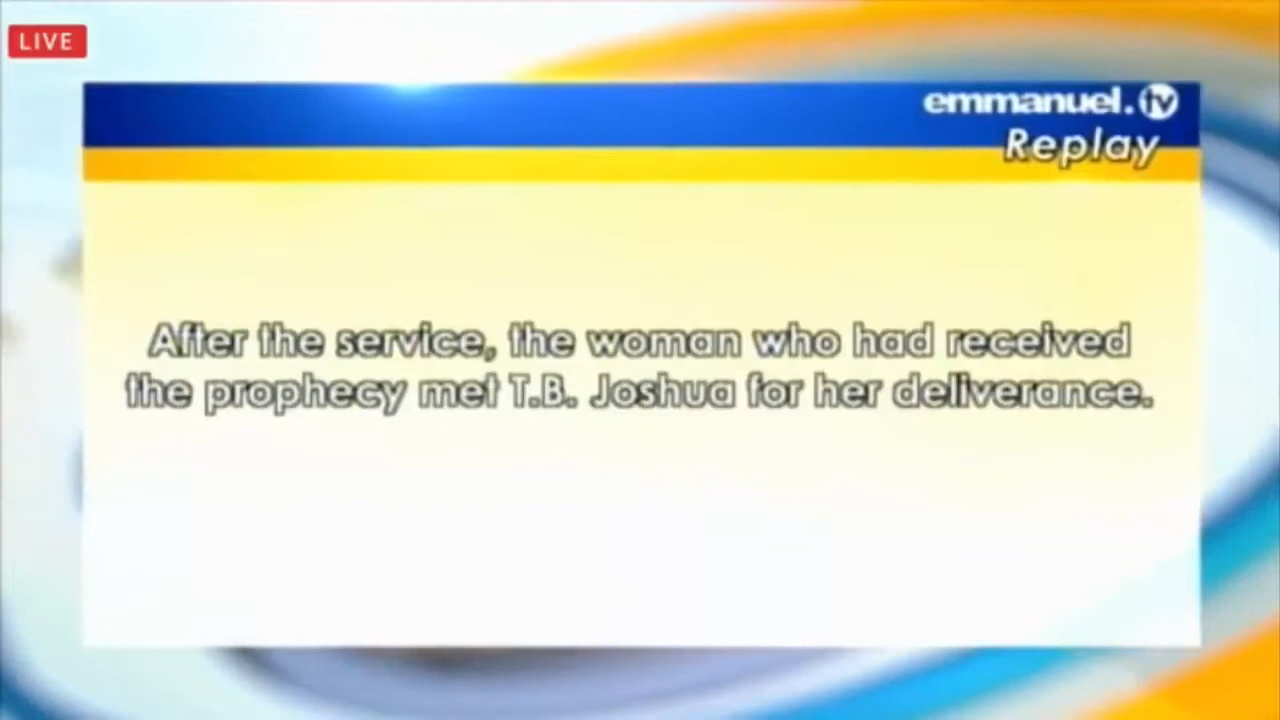 LIVE
emmanuel.tv
Replay
After the service, the woman who had received
the prophecy met T.B. Joshua for her deliverance.